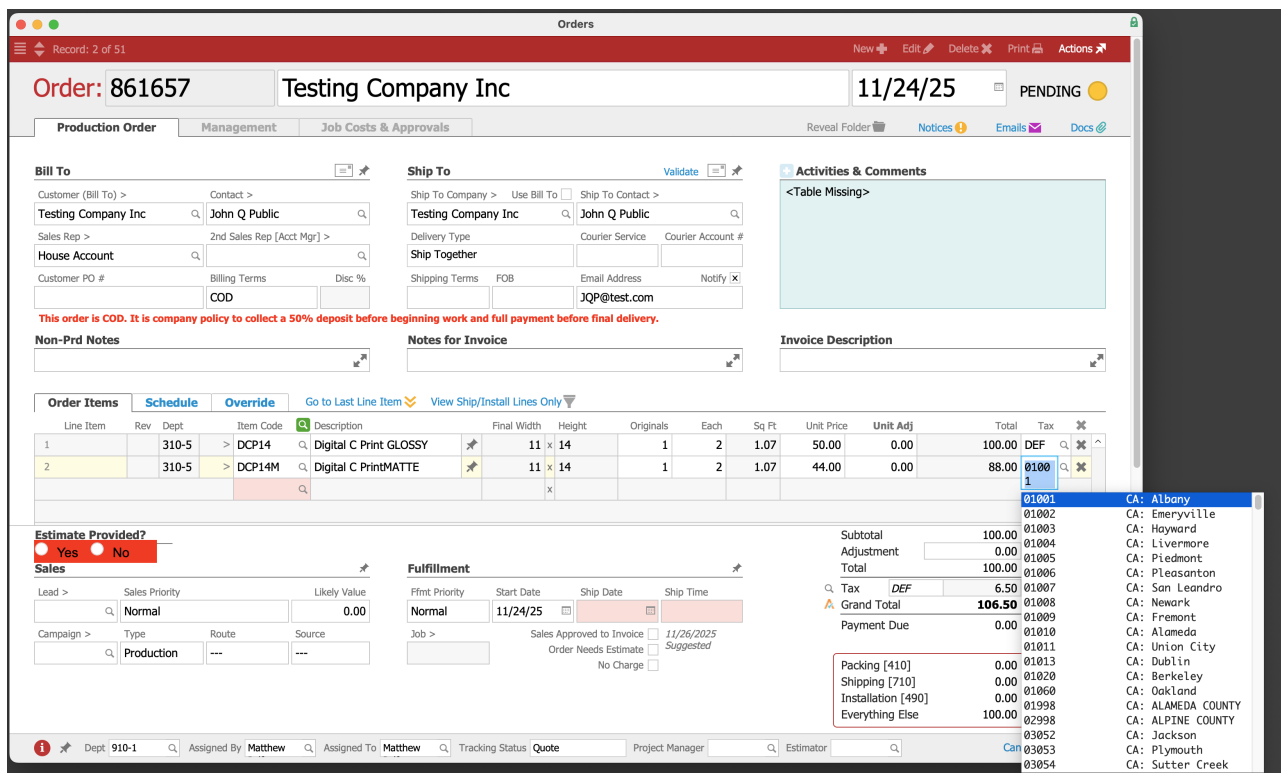 Orders
Record: 2 of 51 New Edit Delete Print Actions
Order: 861657 Testing Company Inc 11/24/25 PENDING
Production Order Management Job Costs & Approvals Reveal Folder Notices Emails Docs
Bill To Ship To Validate Activities & Comments
Customer (Bill To) > Contact > Ship To Company > Use Bill To Ship To Contact > <Table Missing>
Testing Company Inc John Q Public Testing Company Inc John Q Public
Sales Rep > 2nd Sales Rep [Acct Mgr] > Delivery Type Courier Service Courier Account #
House Account Ship Together
Customer PO # Billing Terms Disc % Shipping Terms FOB Email Address Notify x
COD JQP@test.com
This order is COD. It is company policy to collect a 50% deposit before beginning work and full payment before final delivery.
Non-Prd Notes Notes for Invoice Invoice Description
Order Items Schedule Override Go to Last Line Item View Ship/Install Lines Only
Line Item Rev Dept Item Code Description Final Width Height Originals Each Sq Ft Unit Price Unit Adj Total Tax
1 310-5 > DCP14 Digital C Print GLOSSY 11 x 14 1 2 1.07 50.00 0.00 100.00 DEF
2 310-5 > DCP14M Digital C PrintMATTE 11 x 14 1 2 1.07 44.00 0.00 88.00 0100
1
x
01001 CA: Albany
01002 CA: Emeryville
01003 CA: Hayward
01004 CA: Livermore
01005 CA: Piedmont
01006 CA: Pleasanton
01007 CA: San Leandro
01008 CA: Newark
01009 CA: Fremont
01010 CA: Alameda
01011 CA: Union City
01013 CA: Dublin
01020 CA: Berkeley
01060 CA: Oakland
01998 CA: ALAMEDA COUNTY
02998 CA: ALPINE COUNTY
03052 CA: Jackson
03053 CA: Plymouth
03054 CA: Sutter Creek
Estimate Provided?
Yes No
Sales Fulfillment
Lead > Sales Priority Likely Value Ffmt Priority Start Date Ship Date Ship Time
Normal 0.00 Normal 11/24/25
Campaign > Type Route Source Job > Sales Approved to Invoice 11/26/2025
Production --- --- Order Needs Estimate Suggested
No Charge
Subtotal 100.00
Adjustment 0.00
Total 100.00
Tax DEF 6.50
Grand Total 106.50
Payment Due 0.00
Packing [410] 0.00
Shipping [710] 0.00
Installation [490] 0.00
Everything Else 100.00
Dept 910-1 Assigned By Matthew Assigned To Matthew Tracking Status Quote Project Manager Estimator